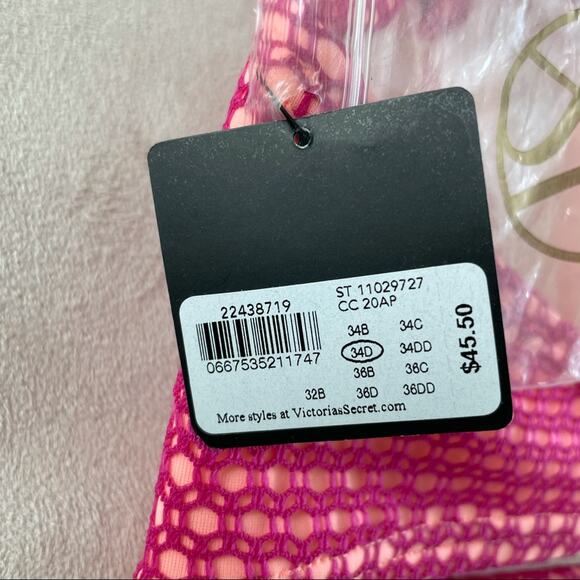 22438719
ST 11029727
CC 20AP
0667535211747
34B 34C
34D 34DD
36B 36C
32B 36D 36DD
$45.50
More styles at VictoriasSecret.com